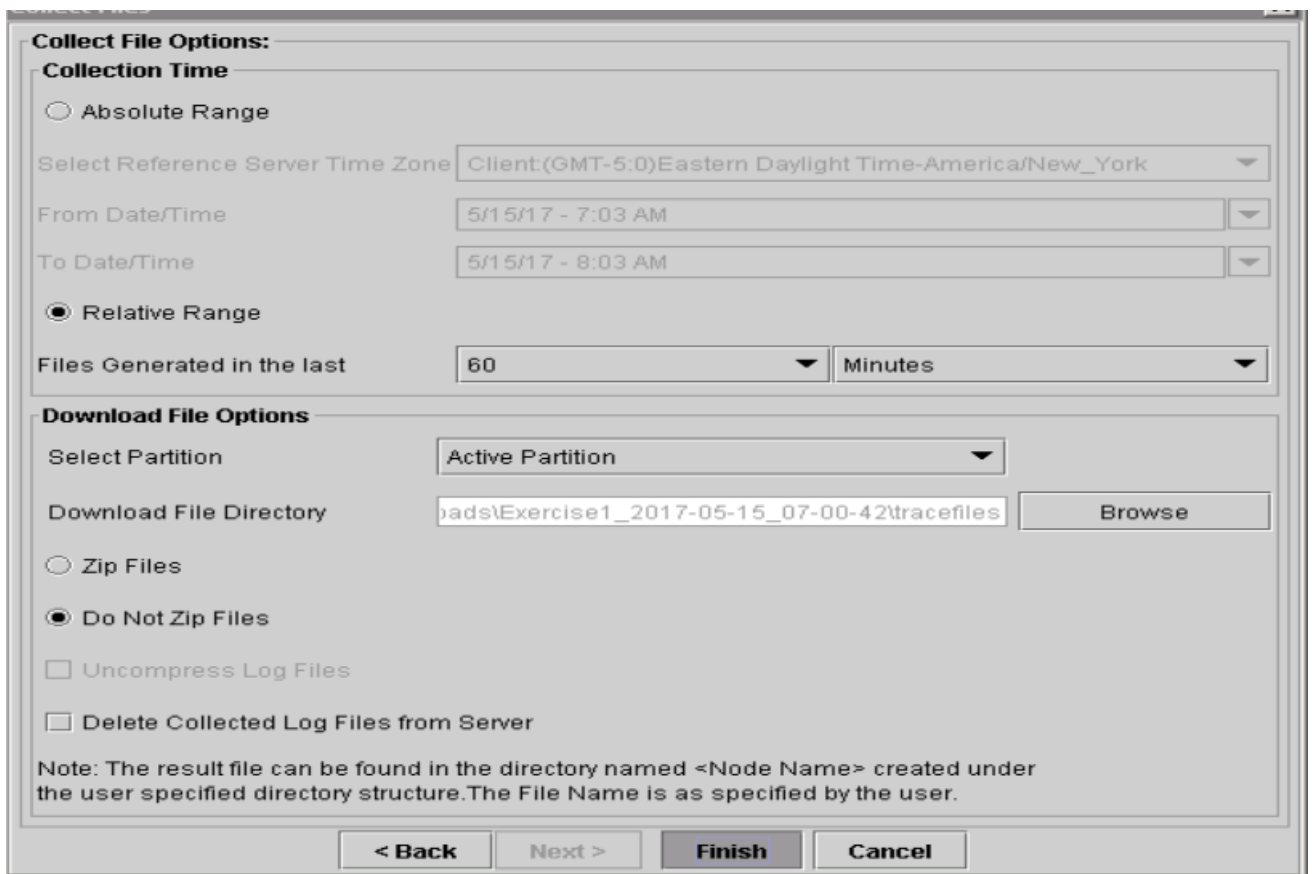 Collect Files
Collect File Options:
Collection Time
Absolute Range
Select Reference Server Time Zone Client:(GMT-5:0)Eastern Daylight Time-America/New_York
From Date/Time 5/15/17 - 7:03 AM
To Date/Time 5/15/17 - 8:03 AM
Relative Range
Files Generated in the last 60 Minutes
Download File Options
Select Partition Active Partition
Download File Directory oads\Exercise1_2017-05-15_07-00-42\tracefiles Browse
Zip Files
Do Not Zip Files
Uncompress Log Files
Delete Collected Log Files from Server
Note: The result file can be found in the directory named <Node Name> created under
the user specified directory structure.The File Name is as specified by the user.
< Back Next > Finish Cancel